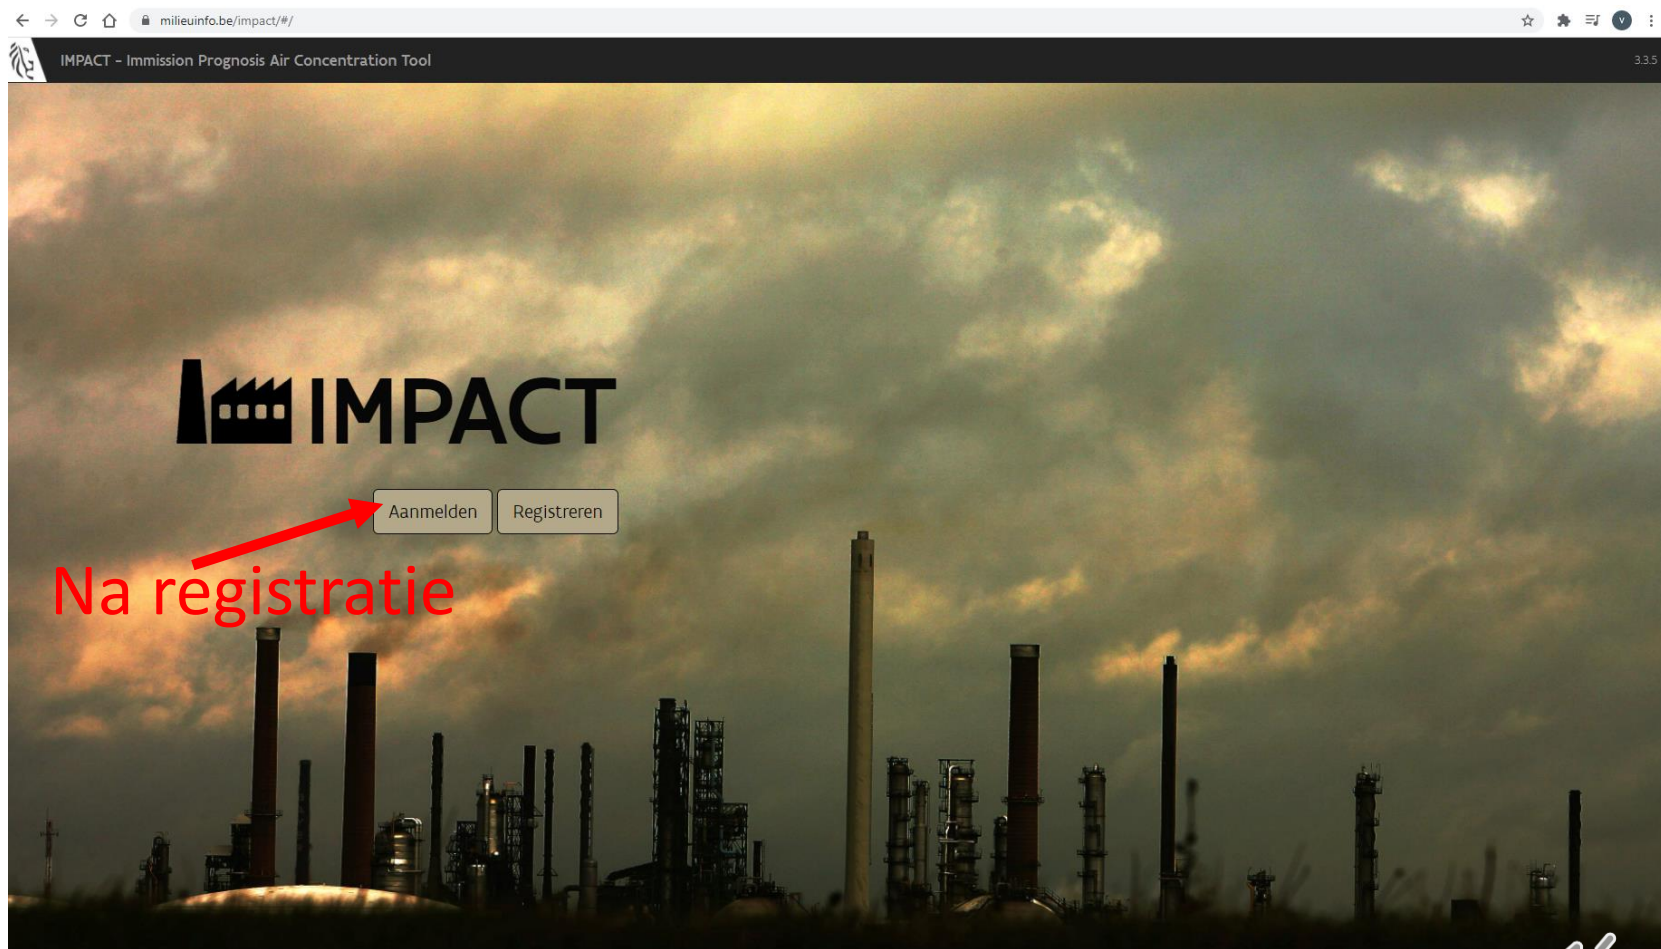 milieuinfo.be/impact/#/
V
IMPACT - Immission Prognosis Air Concentration Tool
3.3.5
IMPACT
Aanmelden
Registreren
Na registratie